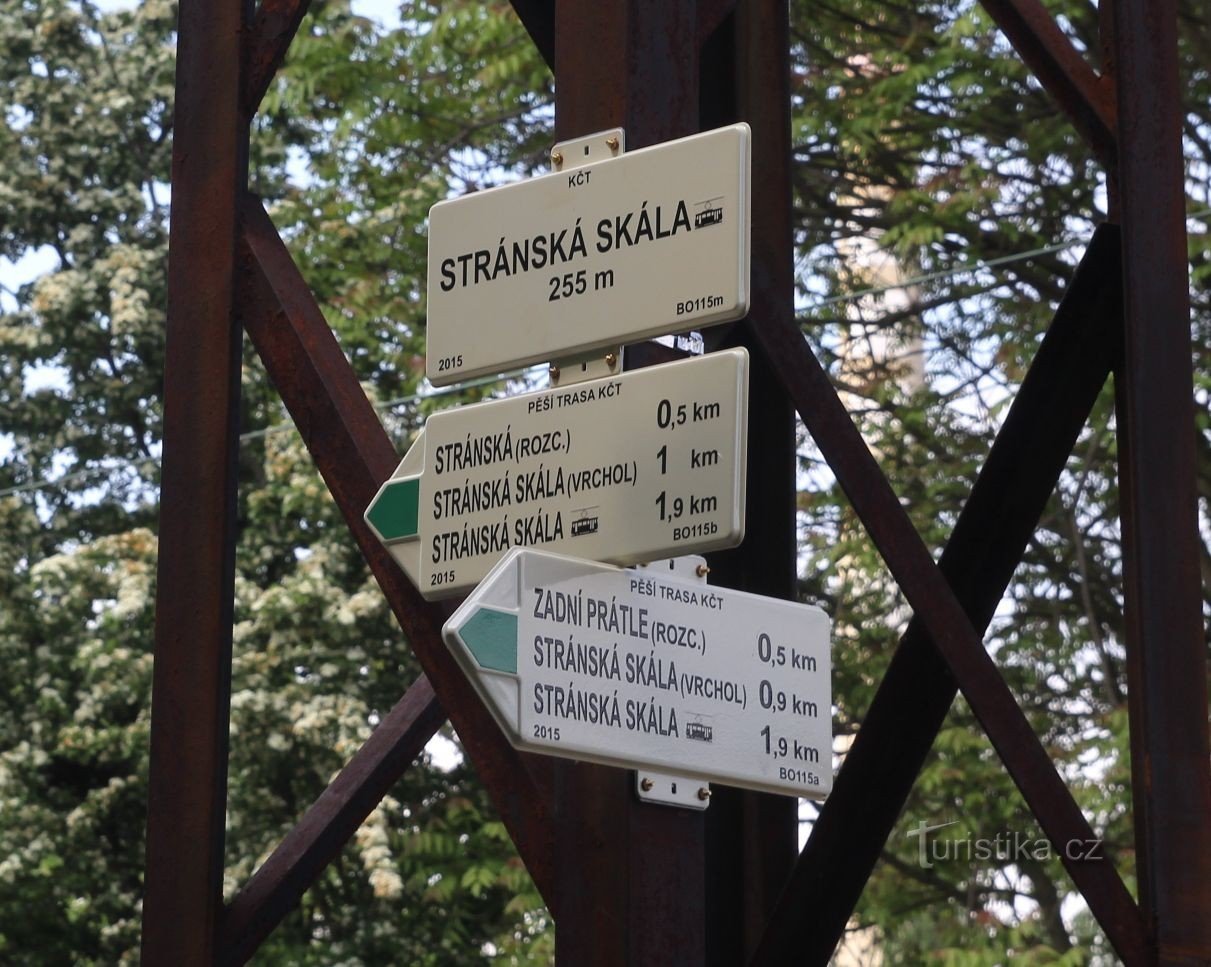 KČT
STRÁNSKÁ SKÁLA
255 m
BO115m
2015
PĚŠÍ TRASA KČT
STRÁNSKÁ (ROZC.) 0,5 km
STRÁNSKÁ SKÁLA (VRCHOL) 1 km
STRÁNSKÁ SKÁLA 1,9 km
2015 BO115b
PĚŠÍ TRASA KČT
ZADNÍ PRÁTLE (ROZC.) 0,5 km
STRÁNSKÁ SKÁLA (VRCHOL) 0,9 km
STRÁNSKÁ SKÁLA 1,9 km
2015 BO115a
Turistika.cz